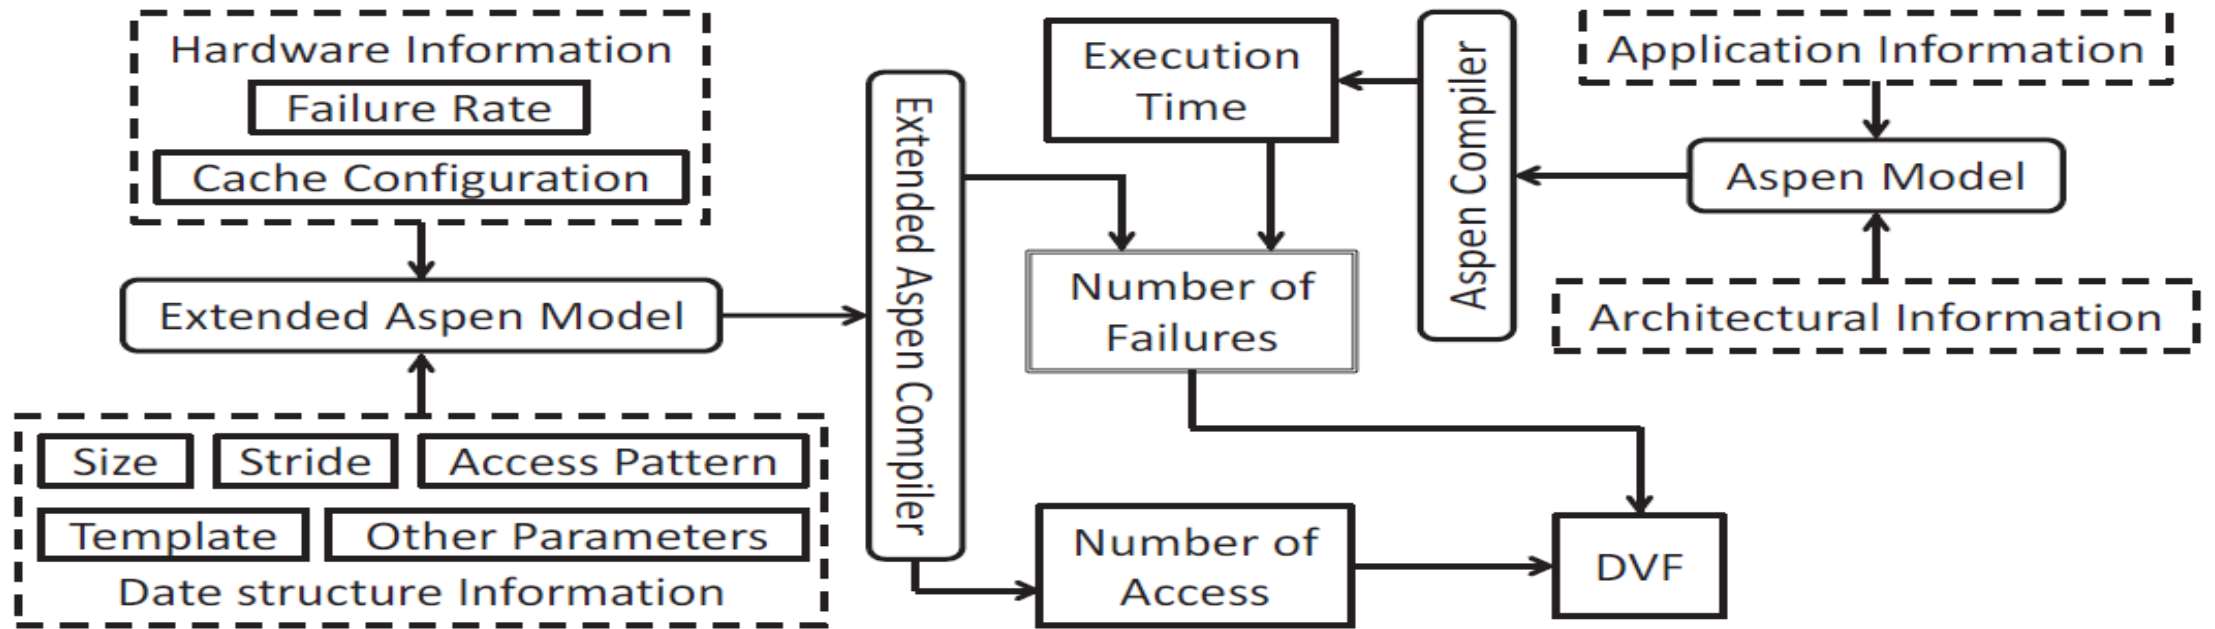 Hardware Information
Failure Rate
Cache Configuration
Extended Aspen Model
Size
Stride
Access Pattern
Template
Other Parameters
Date structure Information
Extended Aspen Compiler
Execution
Time
Number of
Failures
Number of
Access
DVF
Aspen Compiler
Application Information
Aspen Model
Architectural Information